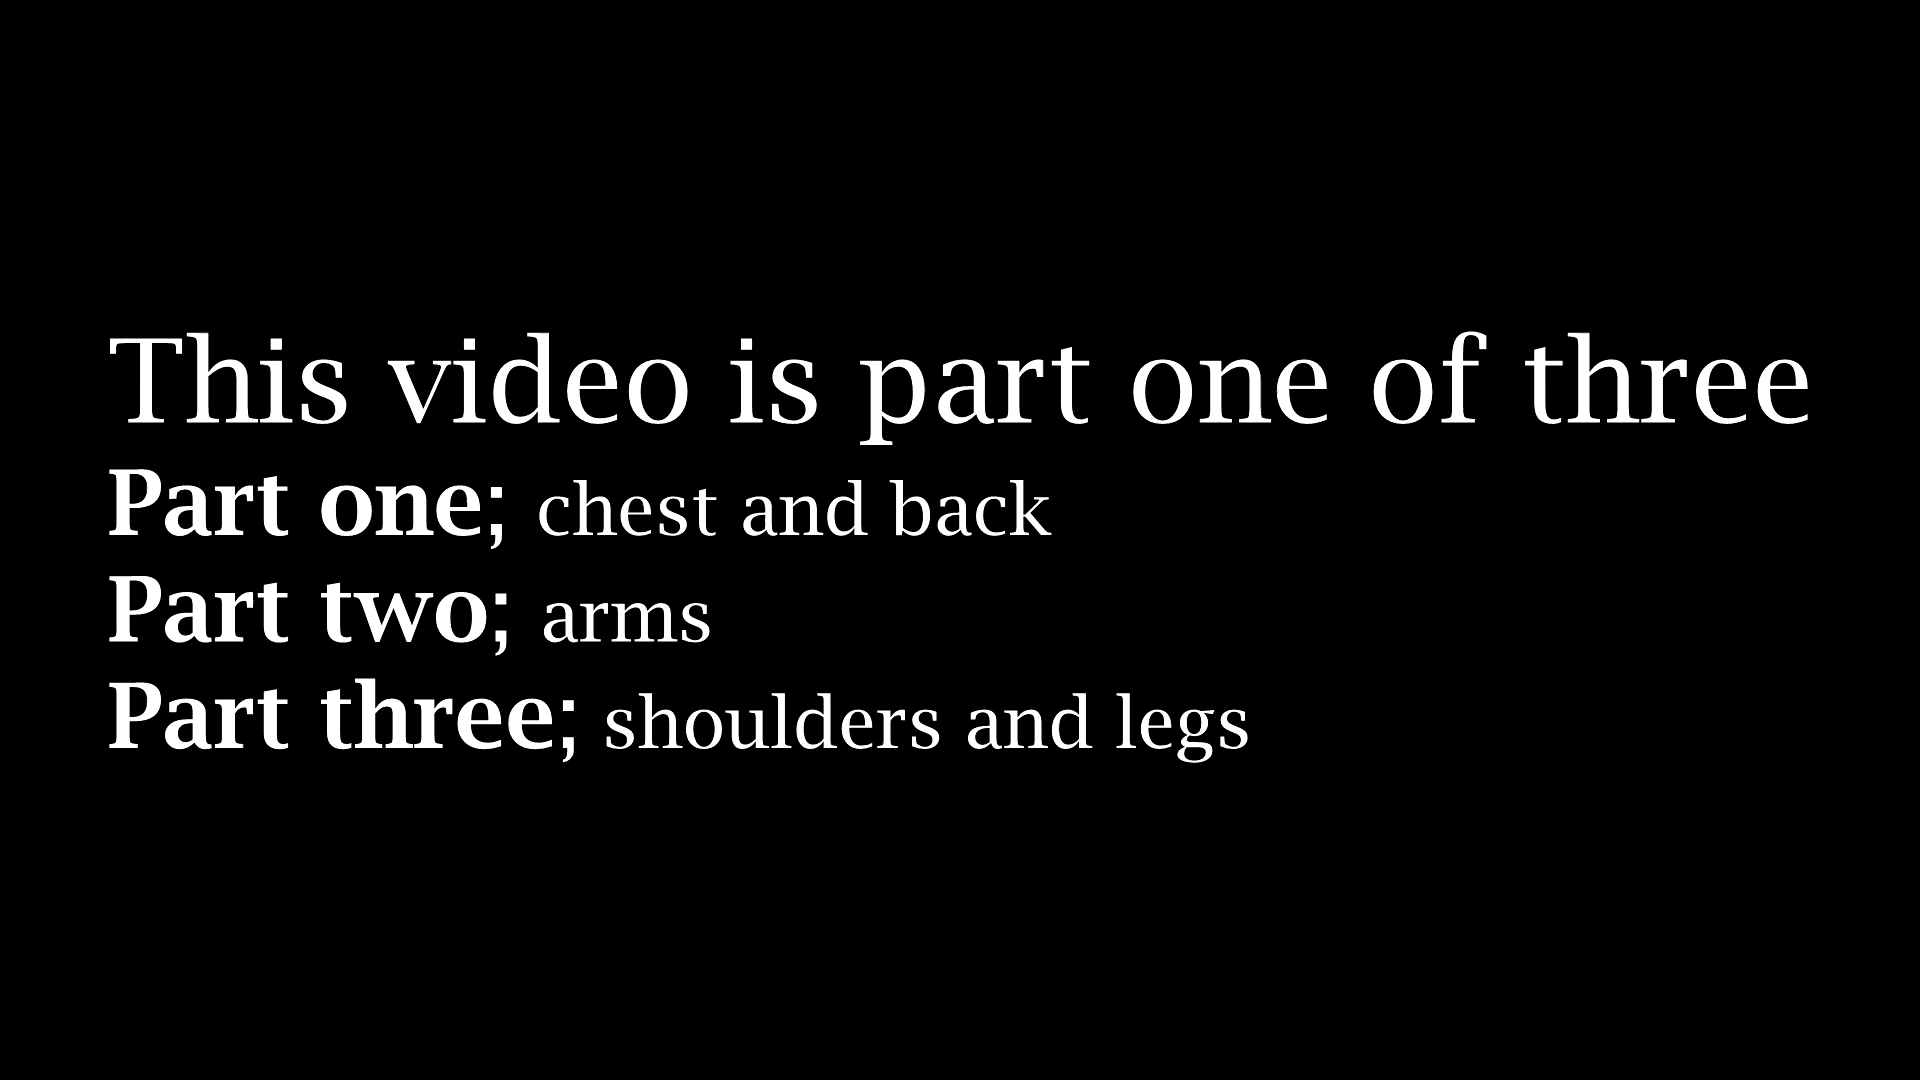 This video is part one of three
Part one; chest and back
Part two; arms
Part three; shoulders and legs